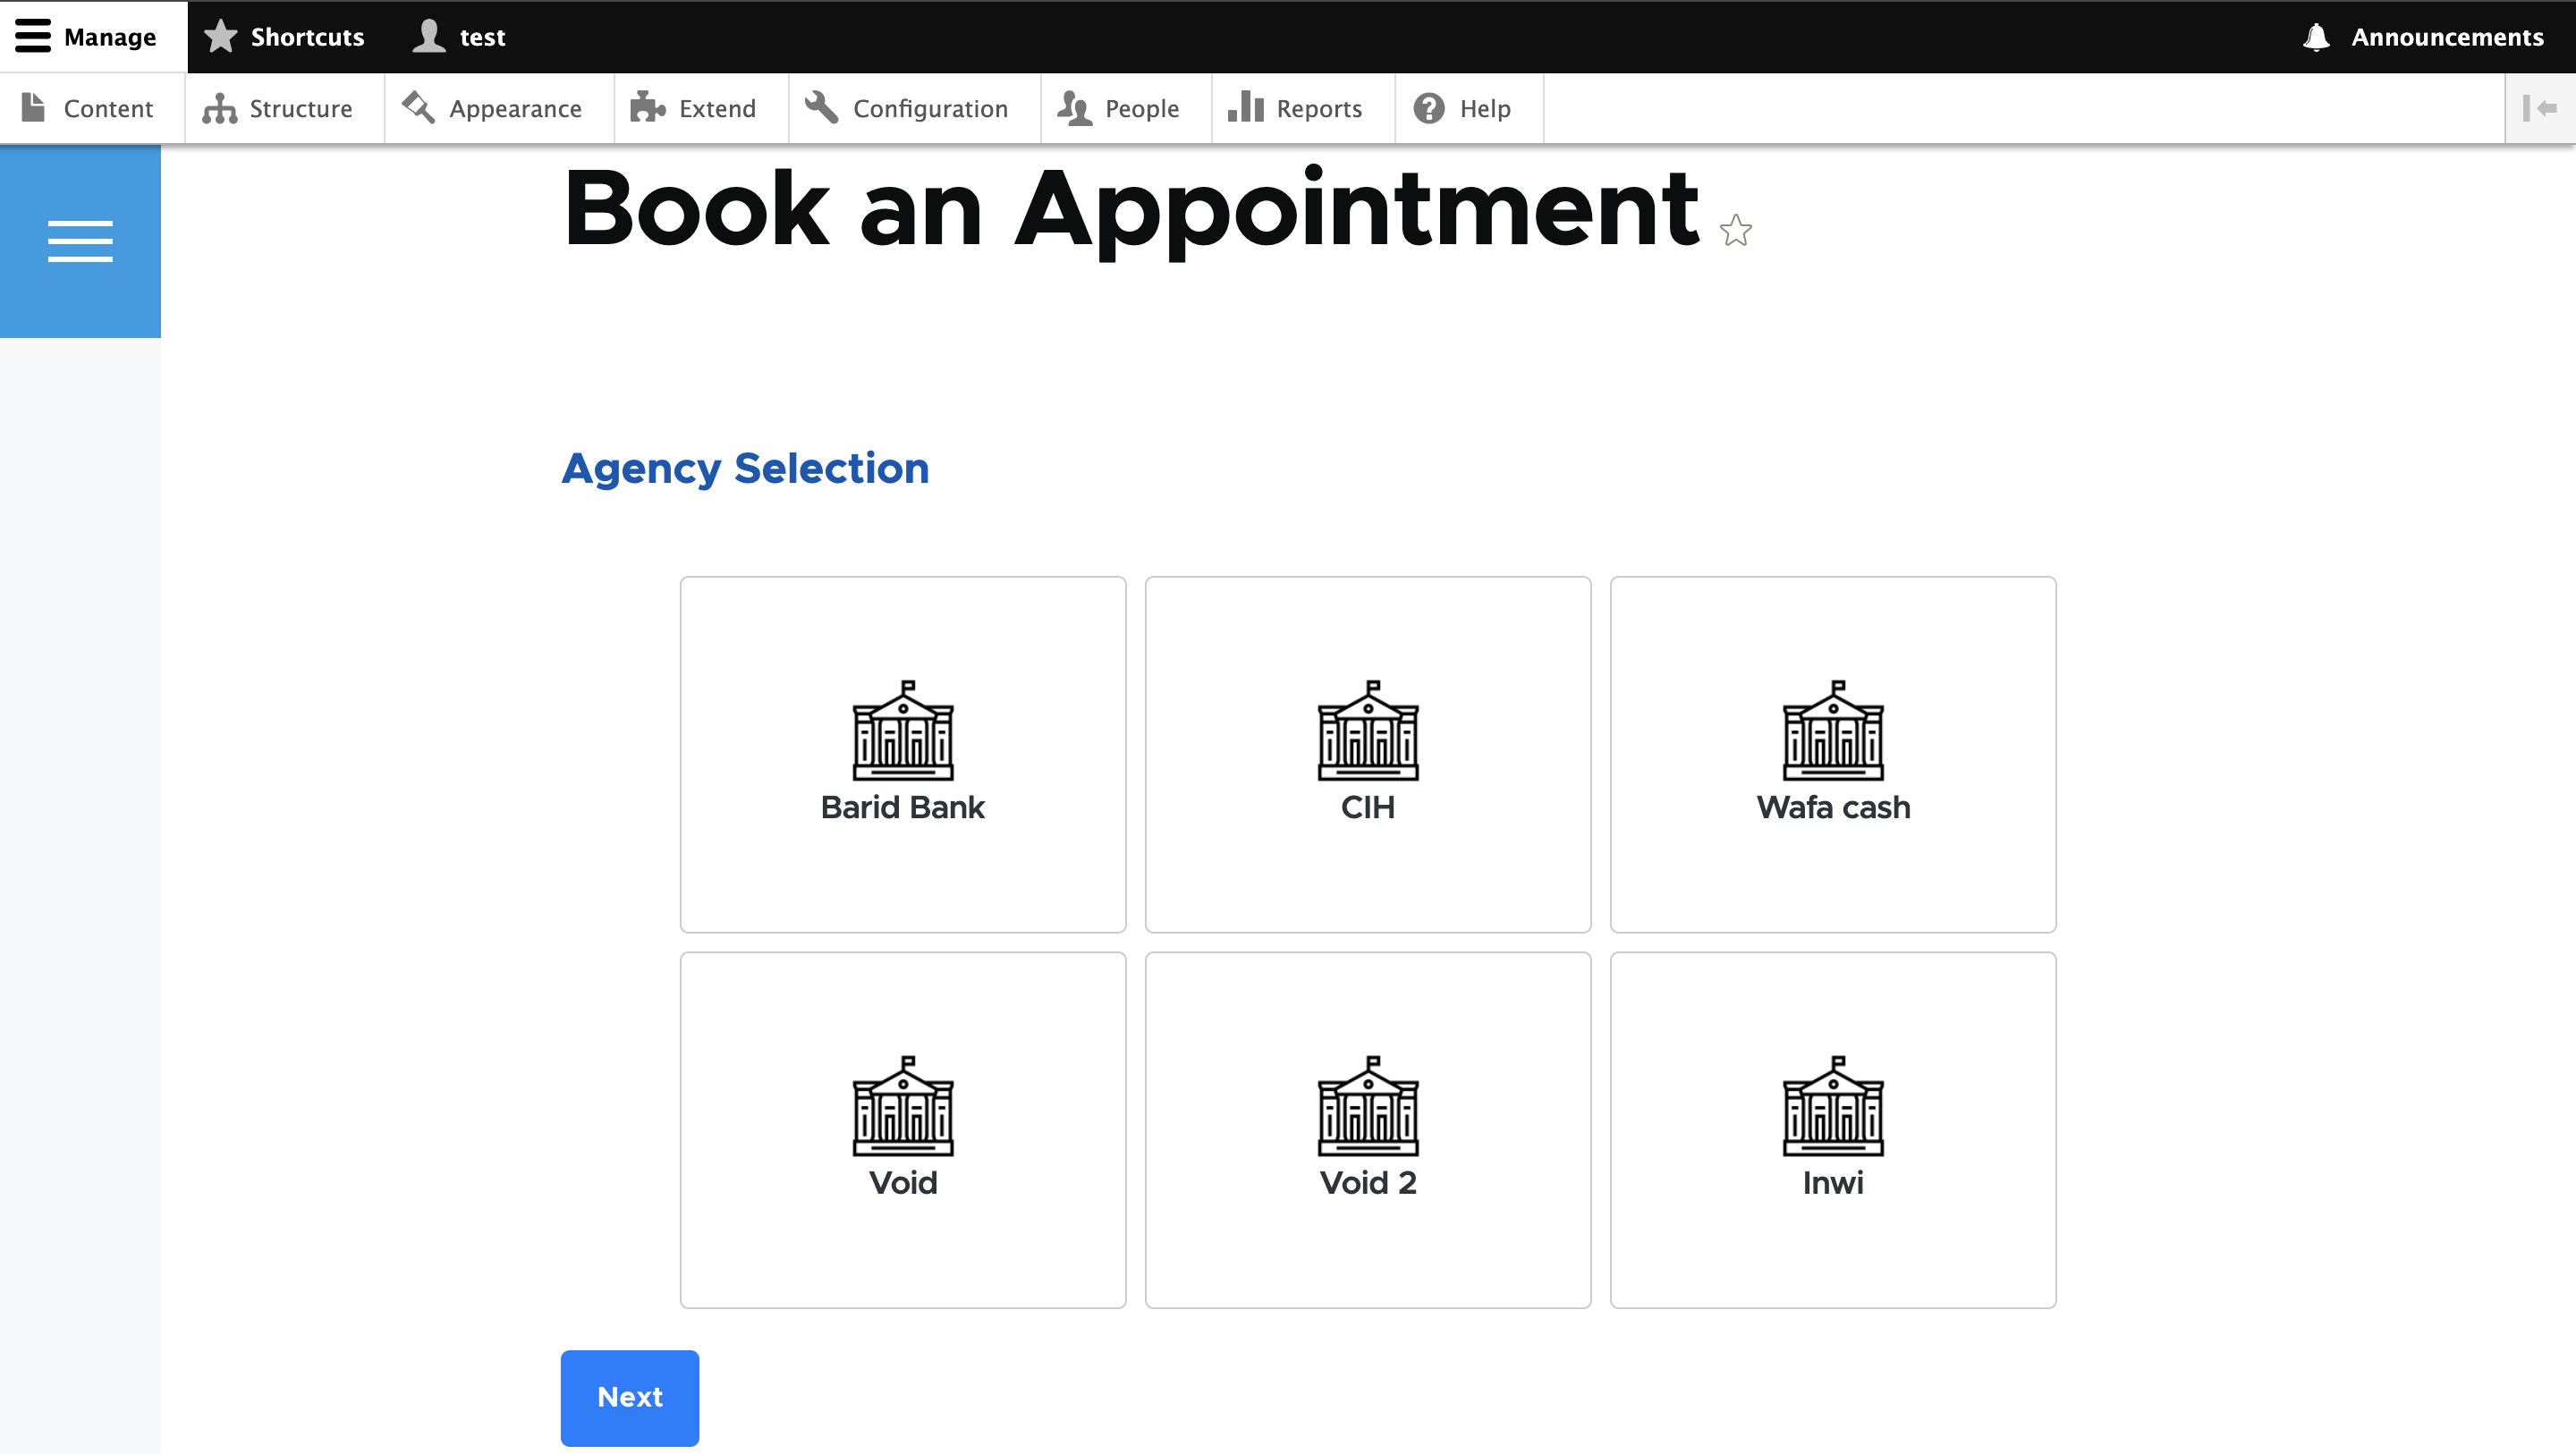 Manage Shortcuts test Announcements
Content Structure Appearance Extend Configuration People Reports Help
Book an Appointment
Agency Selection
Barid Bank CIH Wafa cash
Void Void 2 Inwi
Next